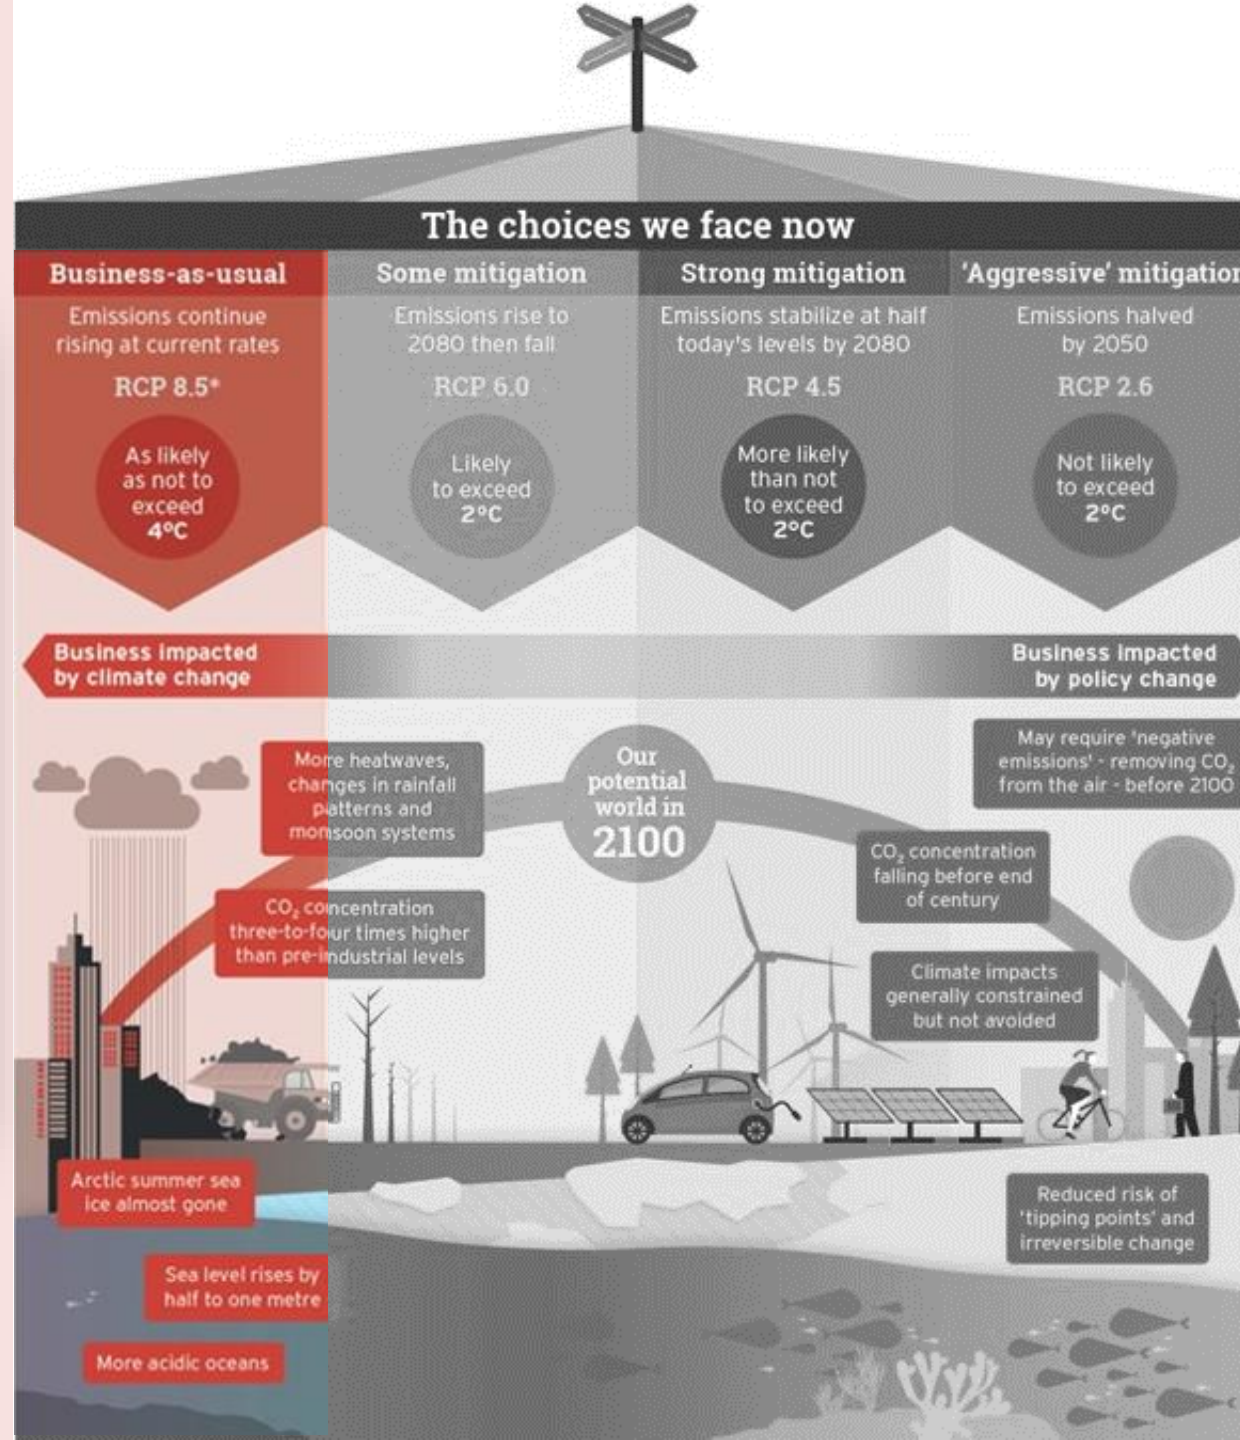 The choices we face now
Business-as-usual
Emissions continue
rising at current rates
RCP 8.5*
As likely
as not to
exceed
4°C
Some mitigation
Emissions rise to
2080 then fall
RCP 6.0
Likely
to exceed
2°C
Strong mitigation
Emissions stabilize at half
today's levels by 2080
RCP 4.5
More likely
than not
to exceed
2°C
'Aggressive' mitigation
Emissions halved
by 2050
RCP 2.6
Not likely
to exceed
2°C
Business impacted
by climate change
Business impacted
by policy change
More heatwaves,
changes in rainfall
patterns and
monsoon systems
CO₂ concentration
three-to-four times higher
than pre-industrial levels
Our
potential
world in
2100
May require 'negative
emissions' - removing CO₂
from the air - before 2100
CO₂ concentration
falling before end
of century
Climate impacts
generally constrained
but not avoided
Arctic summer sea
ice almost gone
Sea level rises by
half to one metre
More acidic oceans
Reduced risk of
'tipping points' and
irreversible change